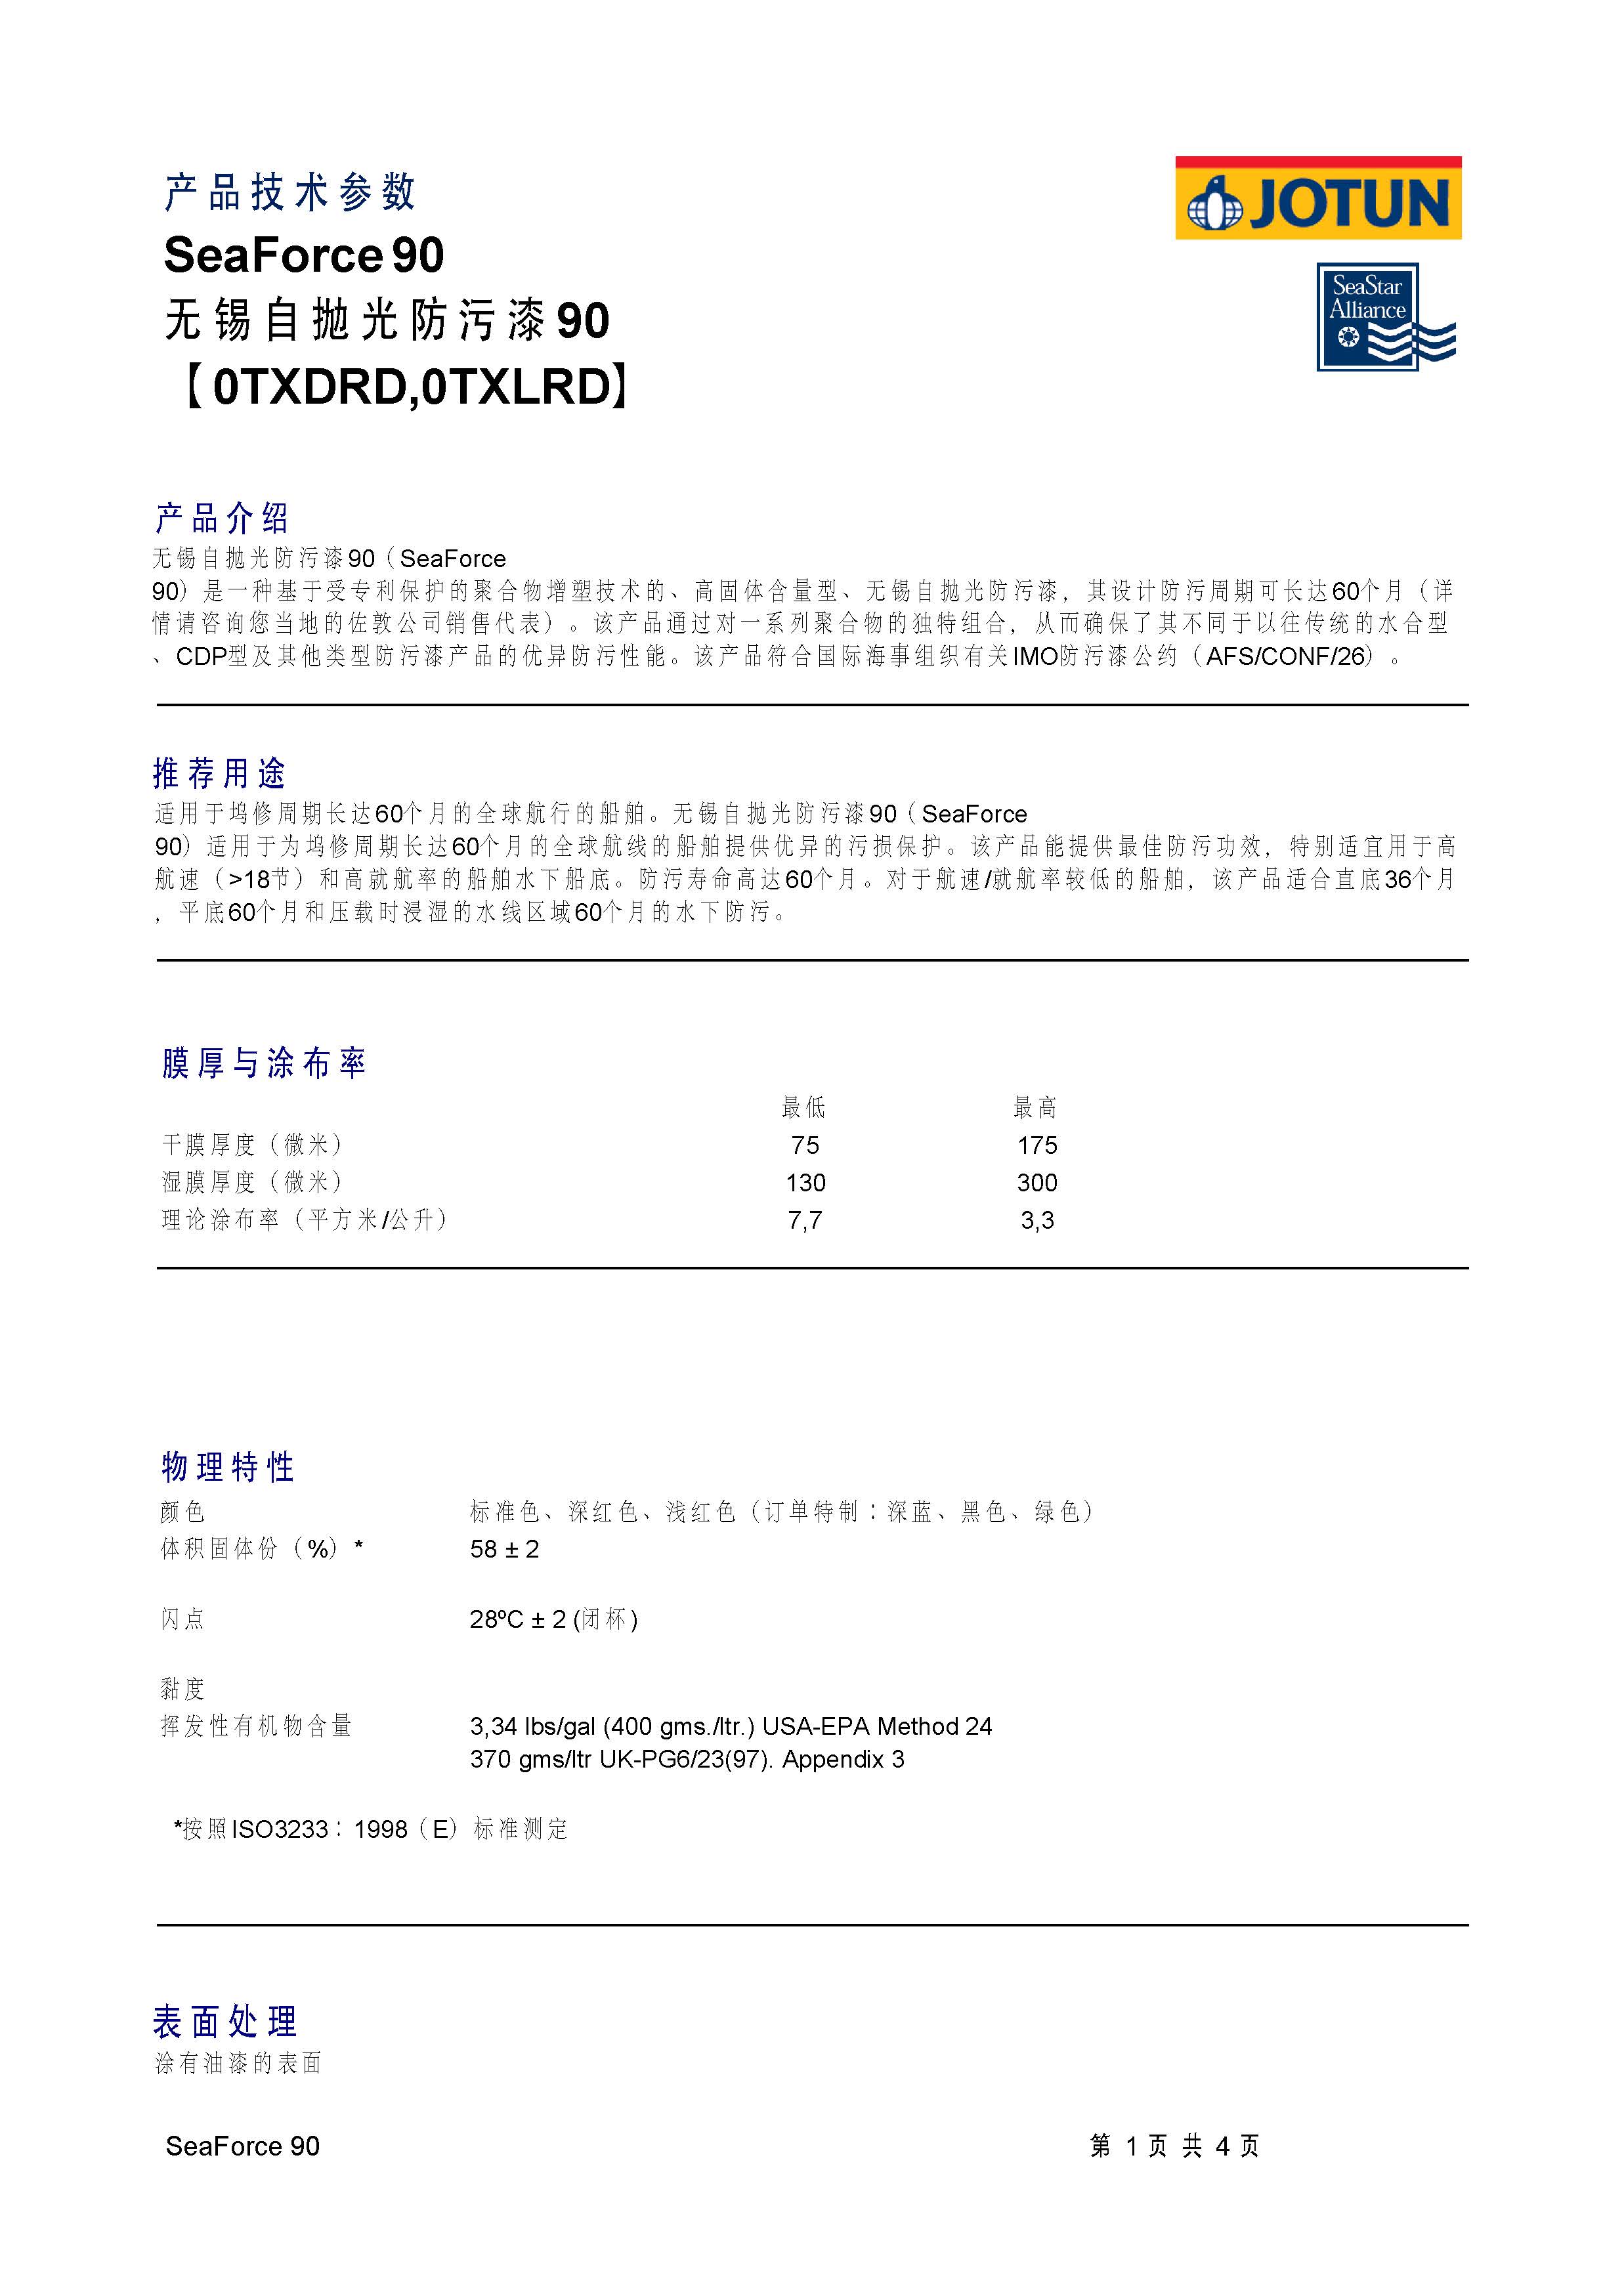 产品技术参数
JOTUN
SeaForce 90
SeaStar
Alliance
无锡自抛光防污漆90
【0TXDRD,0TXLRD】
产品介绍
无锡自抛光防污漆90（SeaForce
90）是一种基于受专利保护的聚合物增塑技术的、高固体含量型、无锡自抛光防污漆，其设计防污周期可长达60个月（详
情请咨询您当地的佐敦公司销售代表）。该产品通过对一系列聚合物的独特组合，从而确保了其不同于以往传统的水合型
、CDP型及其他类型防污漆产品的优异防污性能。该产品符合国际海事组织有关IMO防污漆公约（AFS/CONF/26）。
推荐用途
适用于坞修周期长达60个月的全球航行的船舶。无锡自抛光防污漆90（SeaForce
90）适用于为坞修周期长达60个月的全球航线的船舶提供优异的污损保护。该产品能提供最佳防污功效，特别适宜用于高
航速（>18节）和高就航率的船舶水下船底。防污寿命高达60个月。对于航速/就航率较低的船舶，该产品适合直底36个月
，平底60个月和压载时浸湿的水线区域60个月的水下防污。
膜厚与涂布率
最低 最高
干膜厚度（微米） 75 175
湿膜厚度（微米） 130 300
理论涂布率（平方米/公升） 7,7 3,3
物理特性
颜色 标准色、深红色、浅红色（订单特制：深蓝、黑色、绿色）
体积固体份（%）* 58 ± 2
闪点 28ºC ± 2 (闭杯)
黏度
挥发性有机物含量 3,34 lbs/gal (400 gms./ltr.) USA-EPA Method 24
370 gms/ltr UK-PG6/23(97). Appendix 3
*按照ISO3233：1998（E）标准测定
表面处理
涂有油漆的表面
SeaForce 90 第 1 页 共 4 页